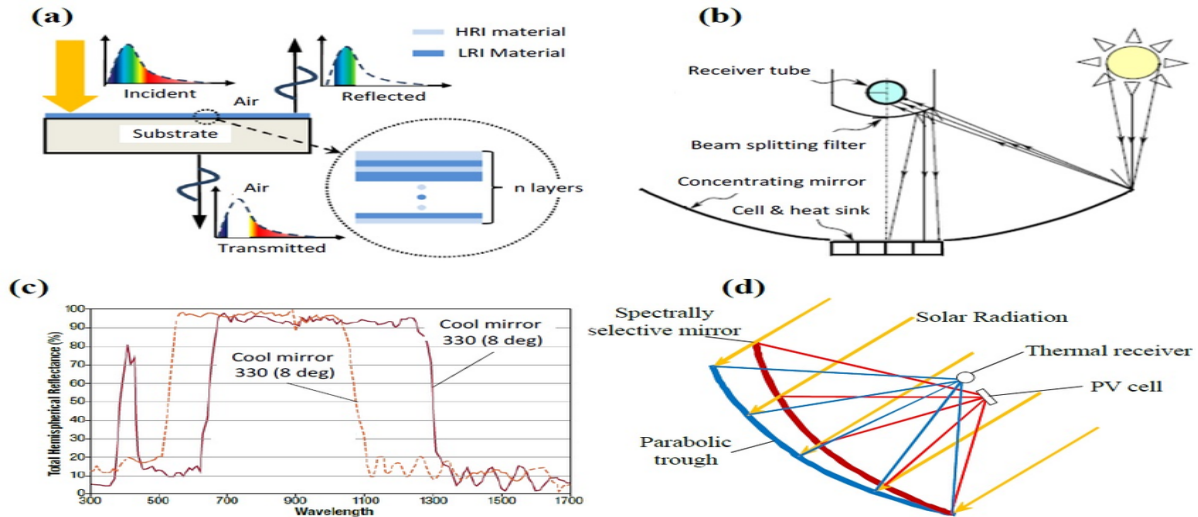 (a)
HRI material
LRI Material
Incident
Air
Reflected
Substrate
Air
Transmitted
n layers
(b)
Receiver tube
Beam splitting filter
Concentrating mirror
Cell & heat sink
(c)
Total Hemispherical Reflectance (%)
100
90
80
70
60
50
40
30
20
10
0
Cool mirror
330 (8 deg)
Cool mirror
330 (8 deg)
300 500 700 900 1100 1300 1500 1700
Wavelength
(d)
Spectrally
selective mirror
Solar Radiation
Thermal receiver
PV cell
Parabolic
trough